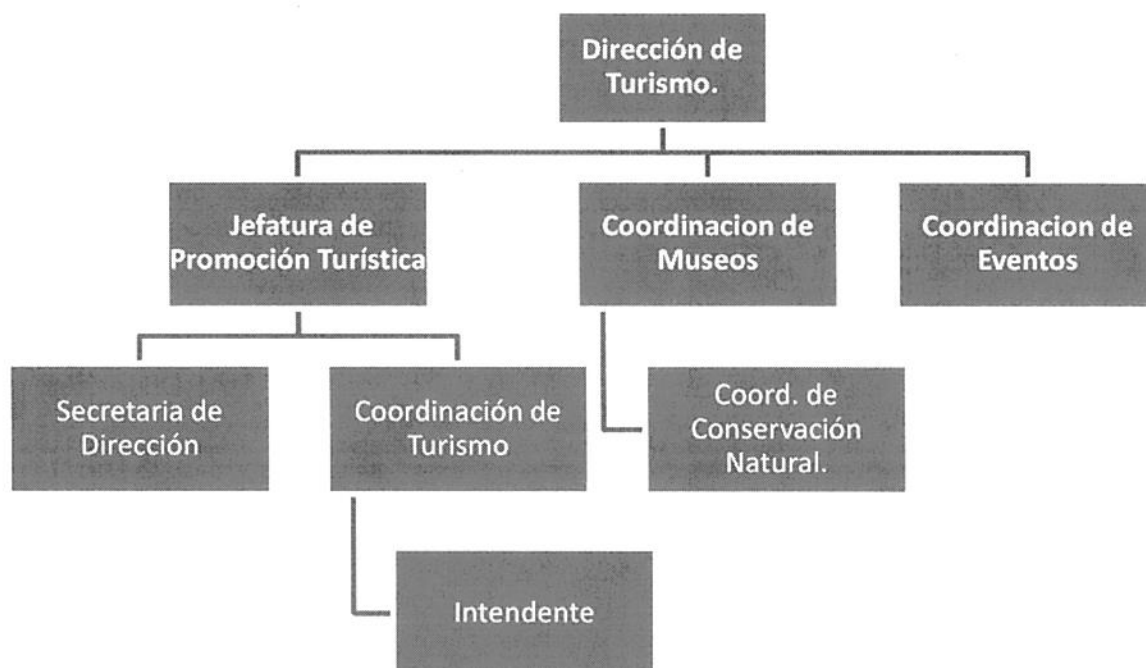 Dirección de
Turismo.
Jefatura de
Promoción Turística
Coordinacion de
Museos
Coordinacion de
Eventos
Secretaria de
Dirección
Coordinación de
Turismo
Coord. de
Conservación
Natural.
Intendente